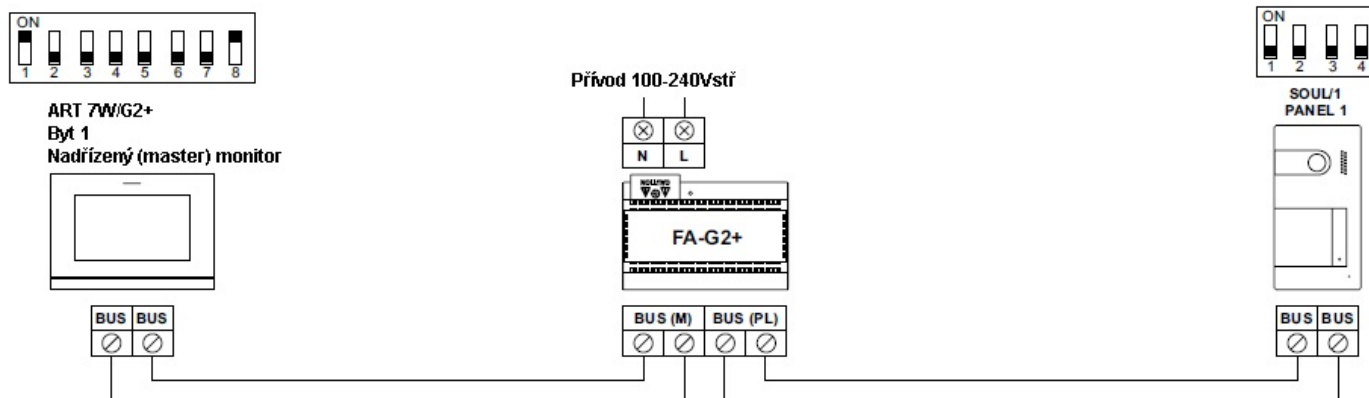 ON
1 2 3 4 5 6 7 8
ART 7W/G2+
Byt 1
Nadřízený (master) monitor
BUS BUS
Přívod 100-240Vstř
N L
GUITTON
FA-G2+
BUS (M) BUS (PL)
ON
1 2 3 4
SOUL/1
PANEL 1
BUS BUS